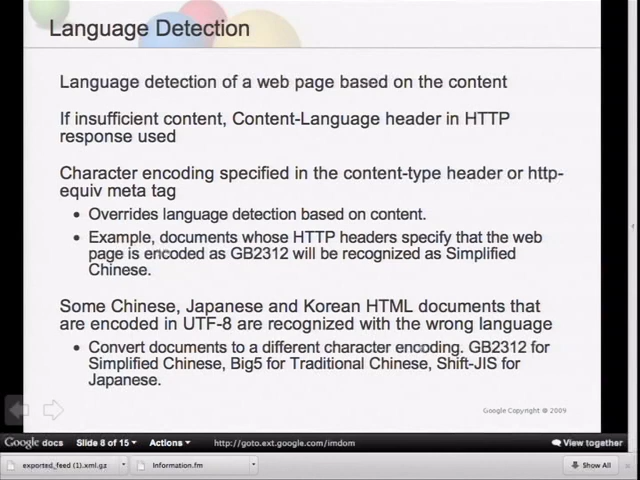 Language Detection
Language detection of a web page based on the content
If insufficient content, Content-Language header in HTTP
response used
Character encoding specified in the content-type header or http-
equiv meta tag
• Overrides language detection based on content.
• Example, documents whose HTTP headers specify that the web
page is encoded as GB2312 will be recognized as Simplified
Chinese.
Some Chinese, Japanese and Korean HTML documents that
are encoded in UTF-8 are recognized with the wrong language
• Convert documents to a different character encoding. GB2312 for
Simplified Chinese, Big5 for Traditional Chinese, Shift-JIS for
Japanese.
Google Copyright © 2009
Google docs Slide 8 of 15 Actions http://goto.ext.google.com/imdom View together
exported_feed (1).xml.gz Information.fm Show All